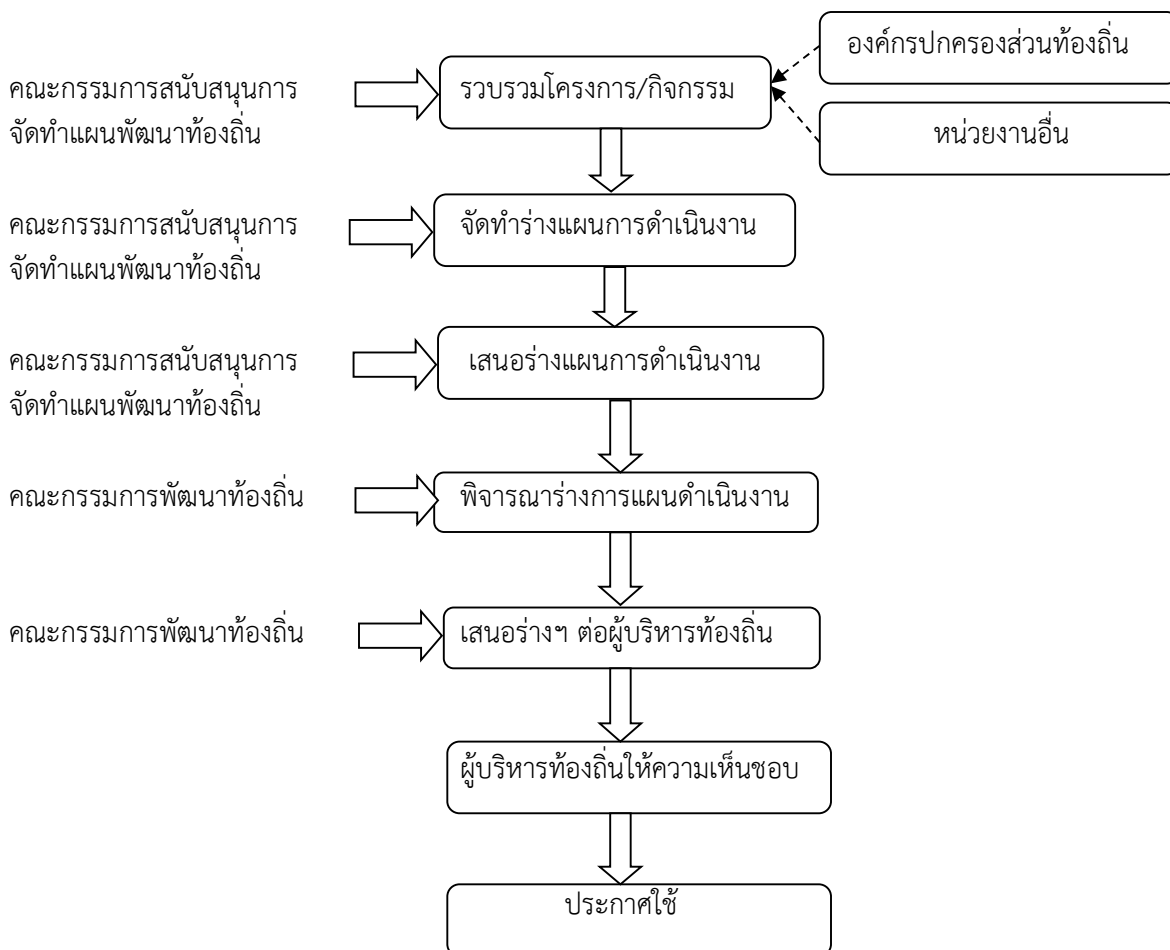 องค์กรปกครองส่วนท้องถิ่น
คณะกรรมการสนับสนุนการ
จัดทำแผนพัฒนาท้องถิ่น
รวบรวมโครงการ/กิจกรรม
หน่วยงานอื่น
คณะกรรมการสนับสนุนการ
จัดทำแผนพัฒนาท้องถิ่น
จัดทำร่างแผนการดำเนินงาน
คณะกรรมการสนับสนุนการ
จัดทำแผนพัฒนาท้องถิ่น
เสนอร่างแผนการดำเนินงาน
คณะกรรมการพัฒนาท้องถิ่น
พิจารณาร่างการแผนดำเนินงาน
คณะกรรมการพัฒนาท้องถิ่น
เสนอร่างฯ ต่อผู้บริหารท้องถิ่น
ผู้บริหารท้องถิ่นให้ความเห็นชอบ
ประกาศใช้